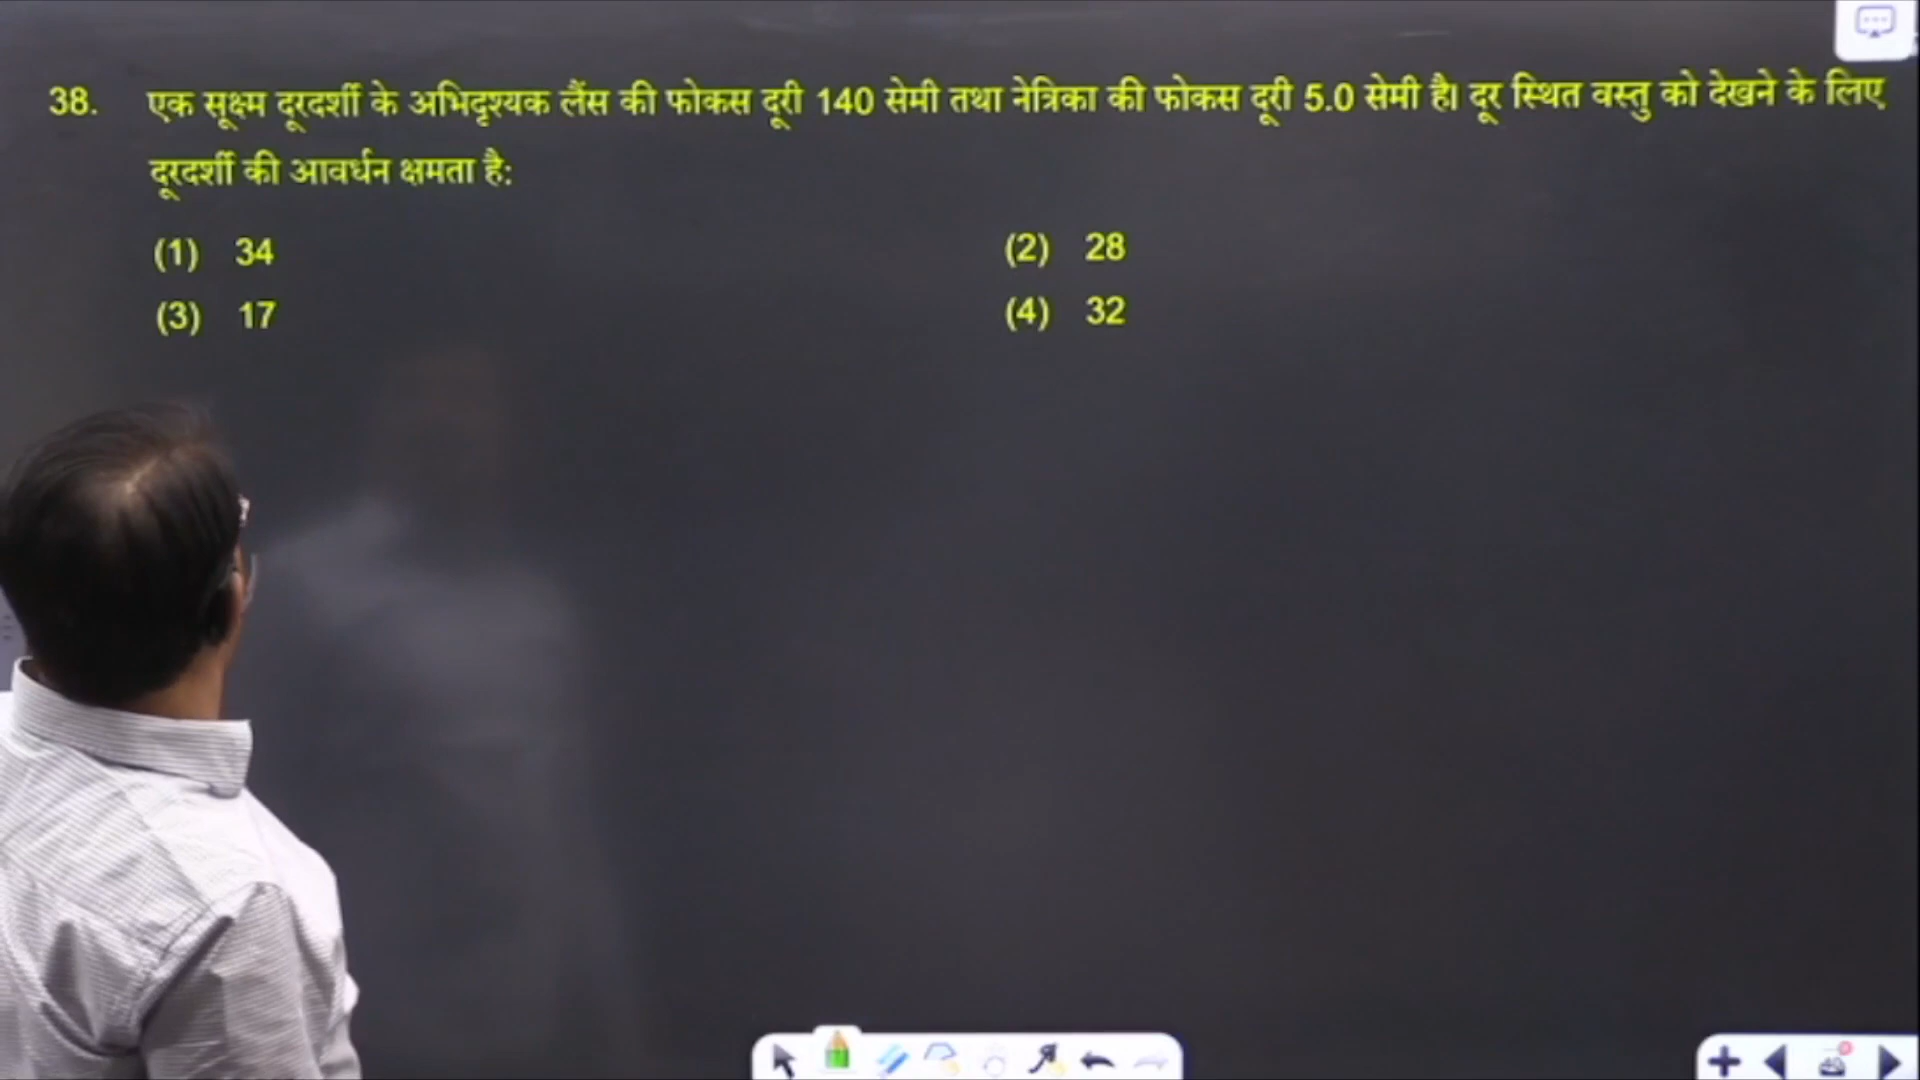 38. एक सूक्ष्म दूरदर्शी के अभिदृश्यक लैंस की फोकस दूरी 140 सेमी तथा नेत्रिका की फोकस दूरी 5.0 सेमी है। दूर स्थित वस्तु को देखने के लिए
दूरदर्शी की आवर्धन क्षमता है:
(1) 34 (2) 28
(3) 17 (4) 32